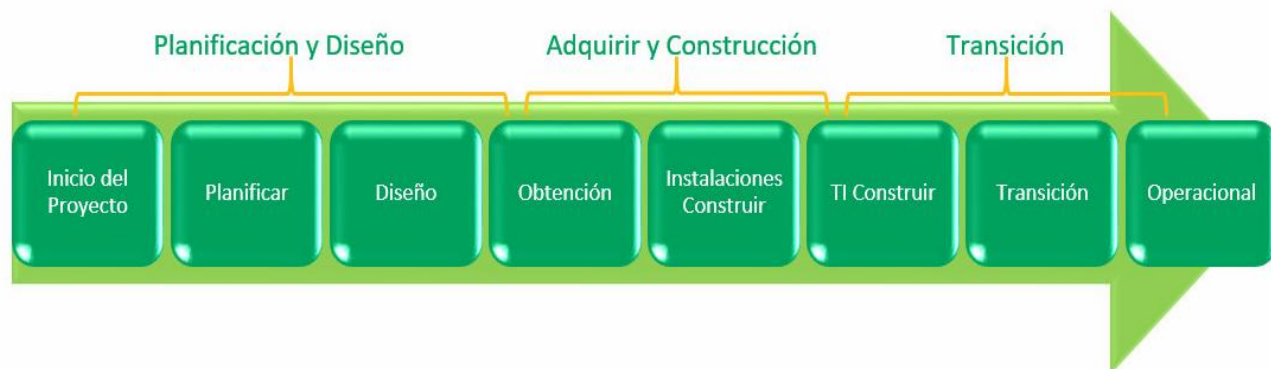 Planificación y Diseño
Adquirir y Construcción
Transición
Inicio del
Proyecto
Planificar
Diseño
Obtención
Instalaciones
Construir
TI Construir
Transición
Operacional